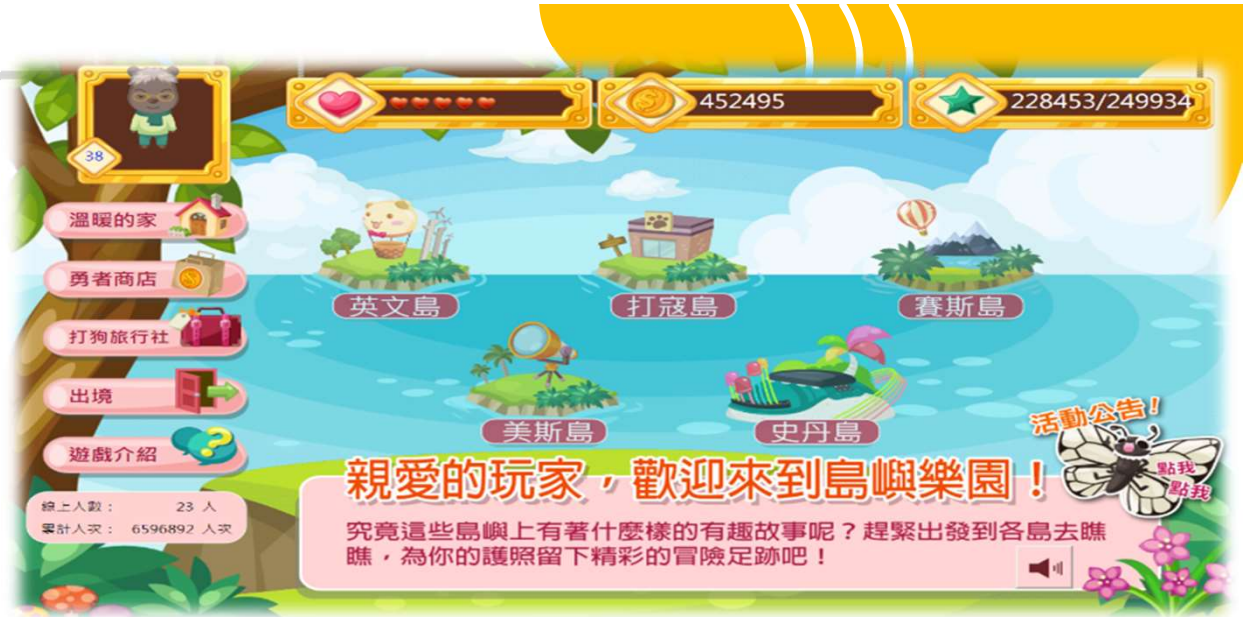 452495
228453/249934
38
溫暖的家
勇者商店
打狗旅行社
出境
遊戲介紹
線上人數： 23 人
累計人次： 6596892 人次
英文島
打寇島
賽斯島
美斯島
史丹島
活動公告！
點我
點我
親愛的玩家，歡迎來到島嶼樂園！
究竟這些島嶼上有著什麼樣的有趣故事呢？趕緊出發到各島去瞧
瞧，為你的護照留下精彩的冒險足跡吧！